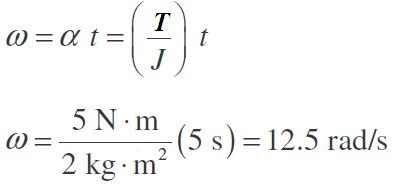 ω = α t = (T/J) t
ω = 5 N·m / 2 kg·m² (5 s) = 12.5 rad/s